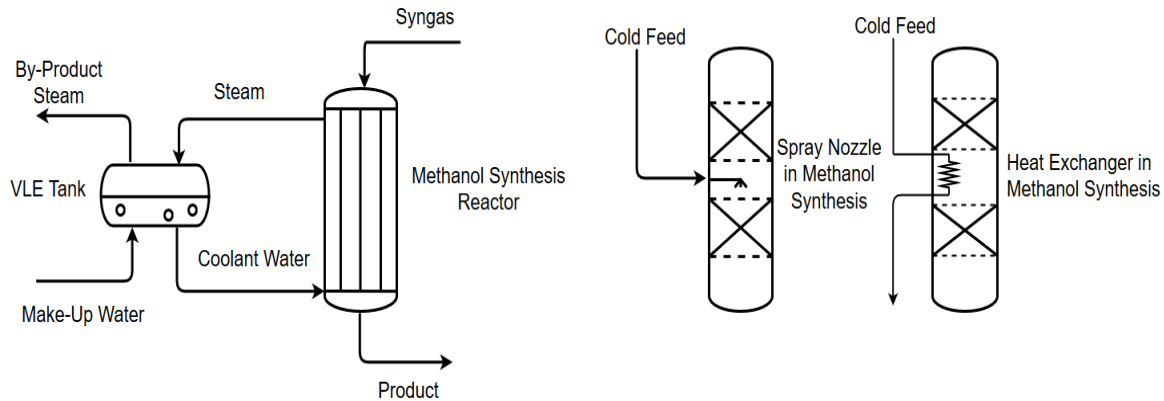 Syngas
By-Product
Steam
Steam
VLE Tank
Methanol Synthesis
Reactor
Coolant Water
Make-Up Water
Product
Cold Feed
Spray Nozzle
in Methanol
Synthesis
Cold Feed
Heat Exchanger in
Methanol Synthesis